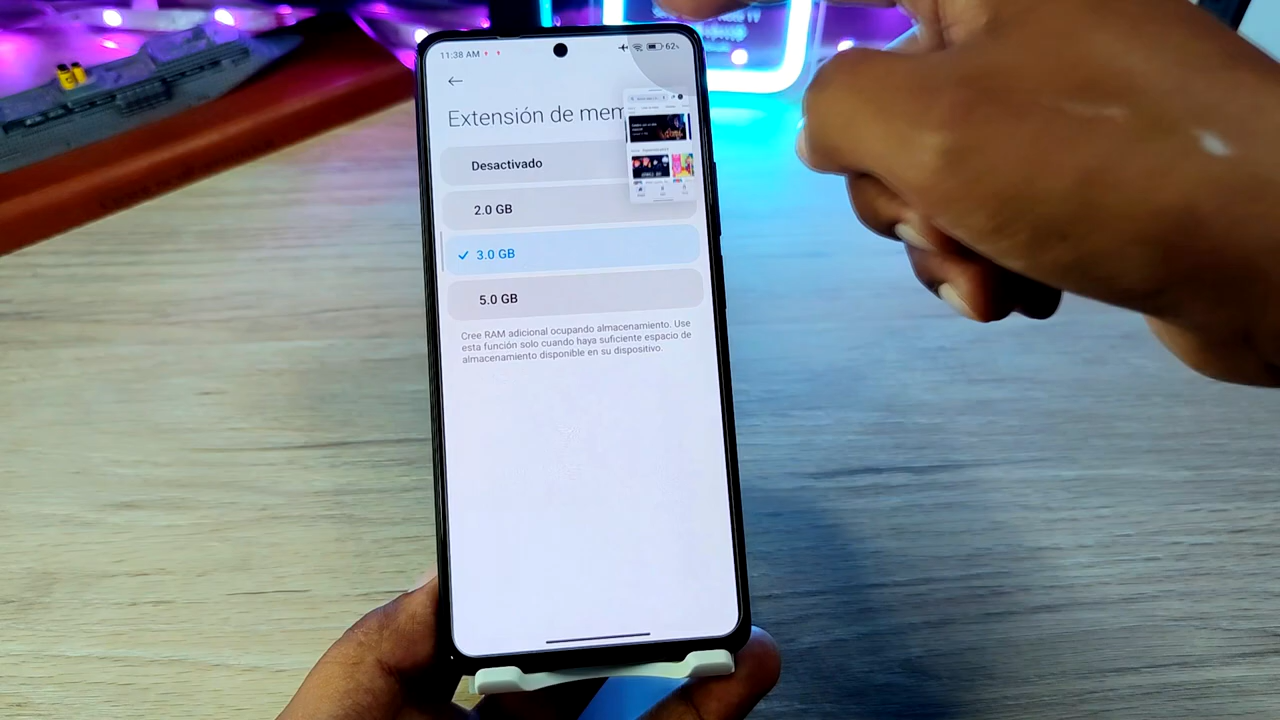 11:38 AM
62%
Extensión de mem
Desactivado
2.0 GB
3.0 GB
5.0 GB
Cree RAM adicional ocupando almacenamiento. Use
esta función solo cuando haya suficiente espacio de
almacenamiento disponible en su dispositivo.